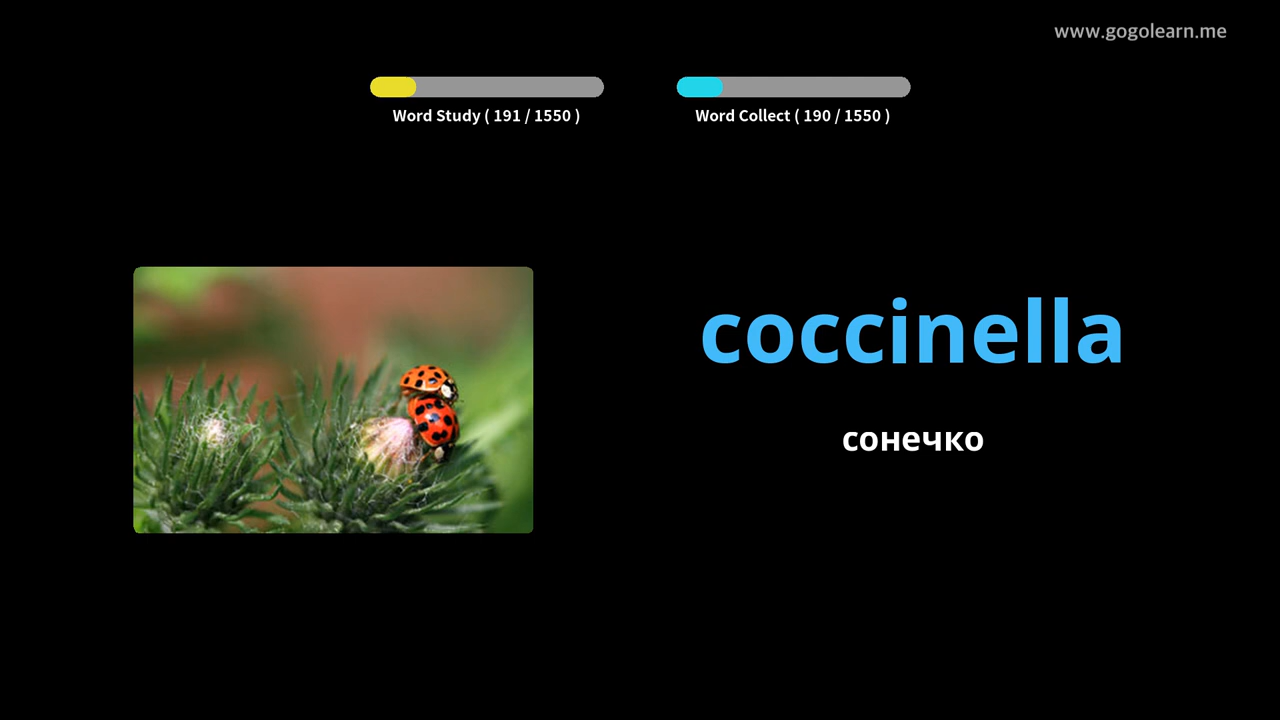 www.gogolearn.me
Word Study ( 191 / 1550 )
Word Collect ( 190 / 1550 )
coccinella
сонечко